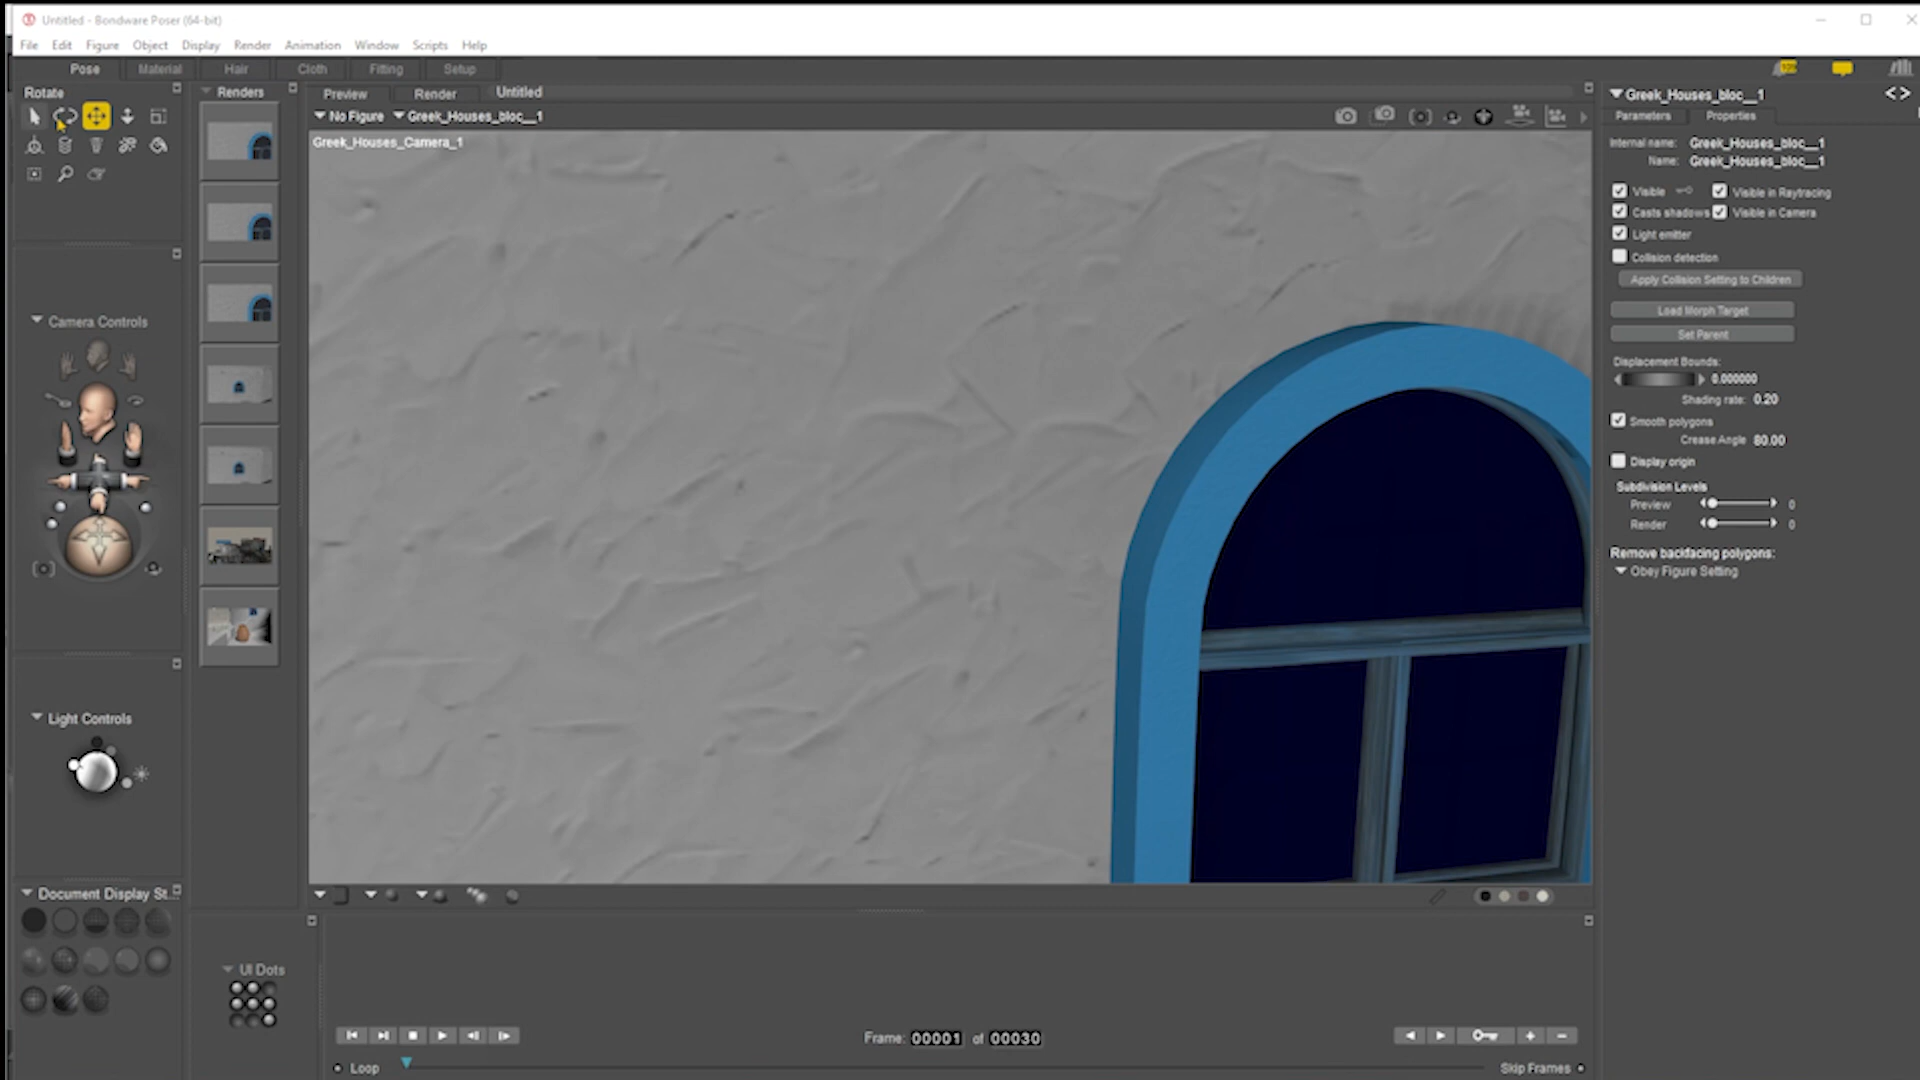 Untitled - Bondware Poser (64-bit)
File Edit Figure Object Display Render Animation Window Scripts Help
Pose Material Hair Cloth Fitting Setup
Rotate
Renders
Preview Render Untitled
No Figure Greek_Houses_bloc__1
Greek_Houses_Camera_1
Camera Controls
Light Controls
Document Display St...
UI Dots
Frame: 00001 of 00030
Loop
Skip Frames
Greek_Houses_bloc__1
Parameters Properties
Internal name: Greek_Houses_bloc__1
Name: Greek_Houses_bloc__1
Visible Visible in Raytracing
Casts shadows Visible in Camera
Light emitter
Collision detection
Apply Collision Setting to Children
Load Morph Target
Set Parent
Displacement Bounds:
0.000000
Shading rate: 0.20
Smooth polygons
Crease Angle 80.00
Display origin
Subdivision Levels
Preview 0
Render 0
Remove backfacing polygons:
Obey Figure Setting